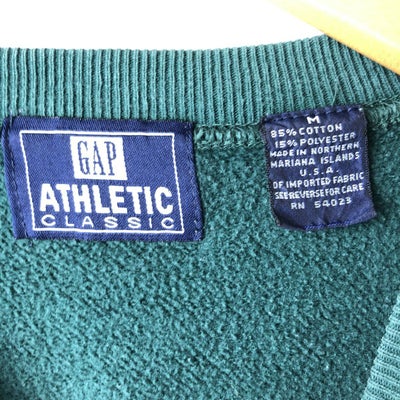 GAP
ATHLETIC
CLASSIC
M
85% COTTON
15% POLYESTER
MADE IN NORTHERN
MARIANA ISLANDS
U.S.A.
OF IMPORTED FABRIC
SEE REVERSE FOR CARE
RN 54023